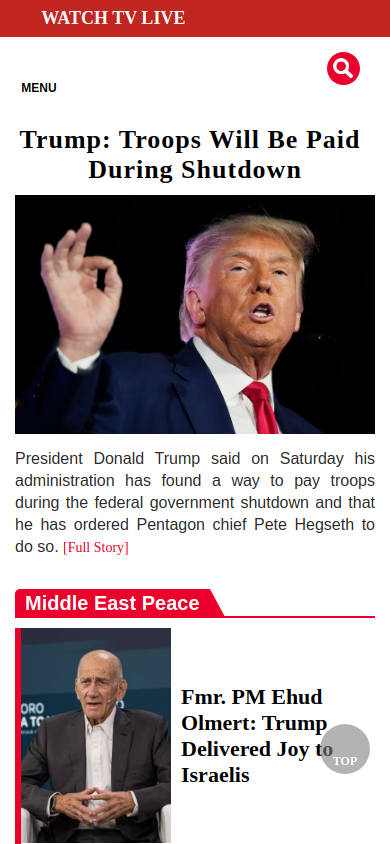 WATCH TV LIVE
MENU
Trump: Troops Will Be Paid
During Shutdown
President Donald Trump said on Saturday his
administration has found a way to pay troops
during the federal government shutdown and that
he has ordered Pentagon chief Pete Hegseth to
do so. [Full Story]
Middle East Peace
ORO
Fmr. PM Ehud
Olmert: Trump
Delivered Joy to
Israelis
TOP